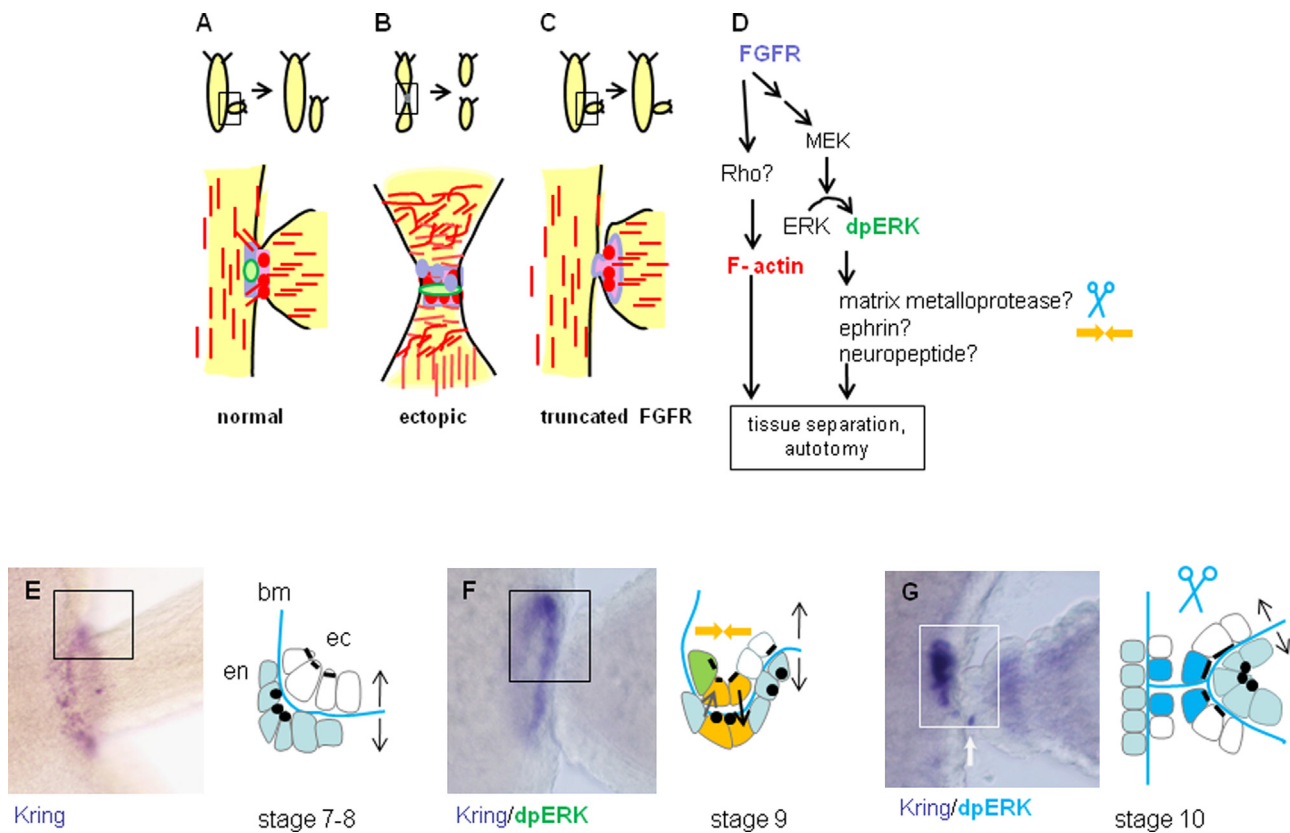 A
B
C
D
FGFR
MEK
Rho?
ERK dpERK
F-actin
matrix metalloprotease?
ephrin?
neuropeptide?
normal
ectopic
truncated FGFR
tissue separation,
autotomy
E
bm
ec
en
F
G
Kring
stage 7-8
Kring/dpERK
stage 9
Kring/dpERK
stage 10